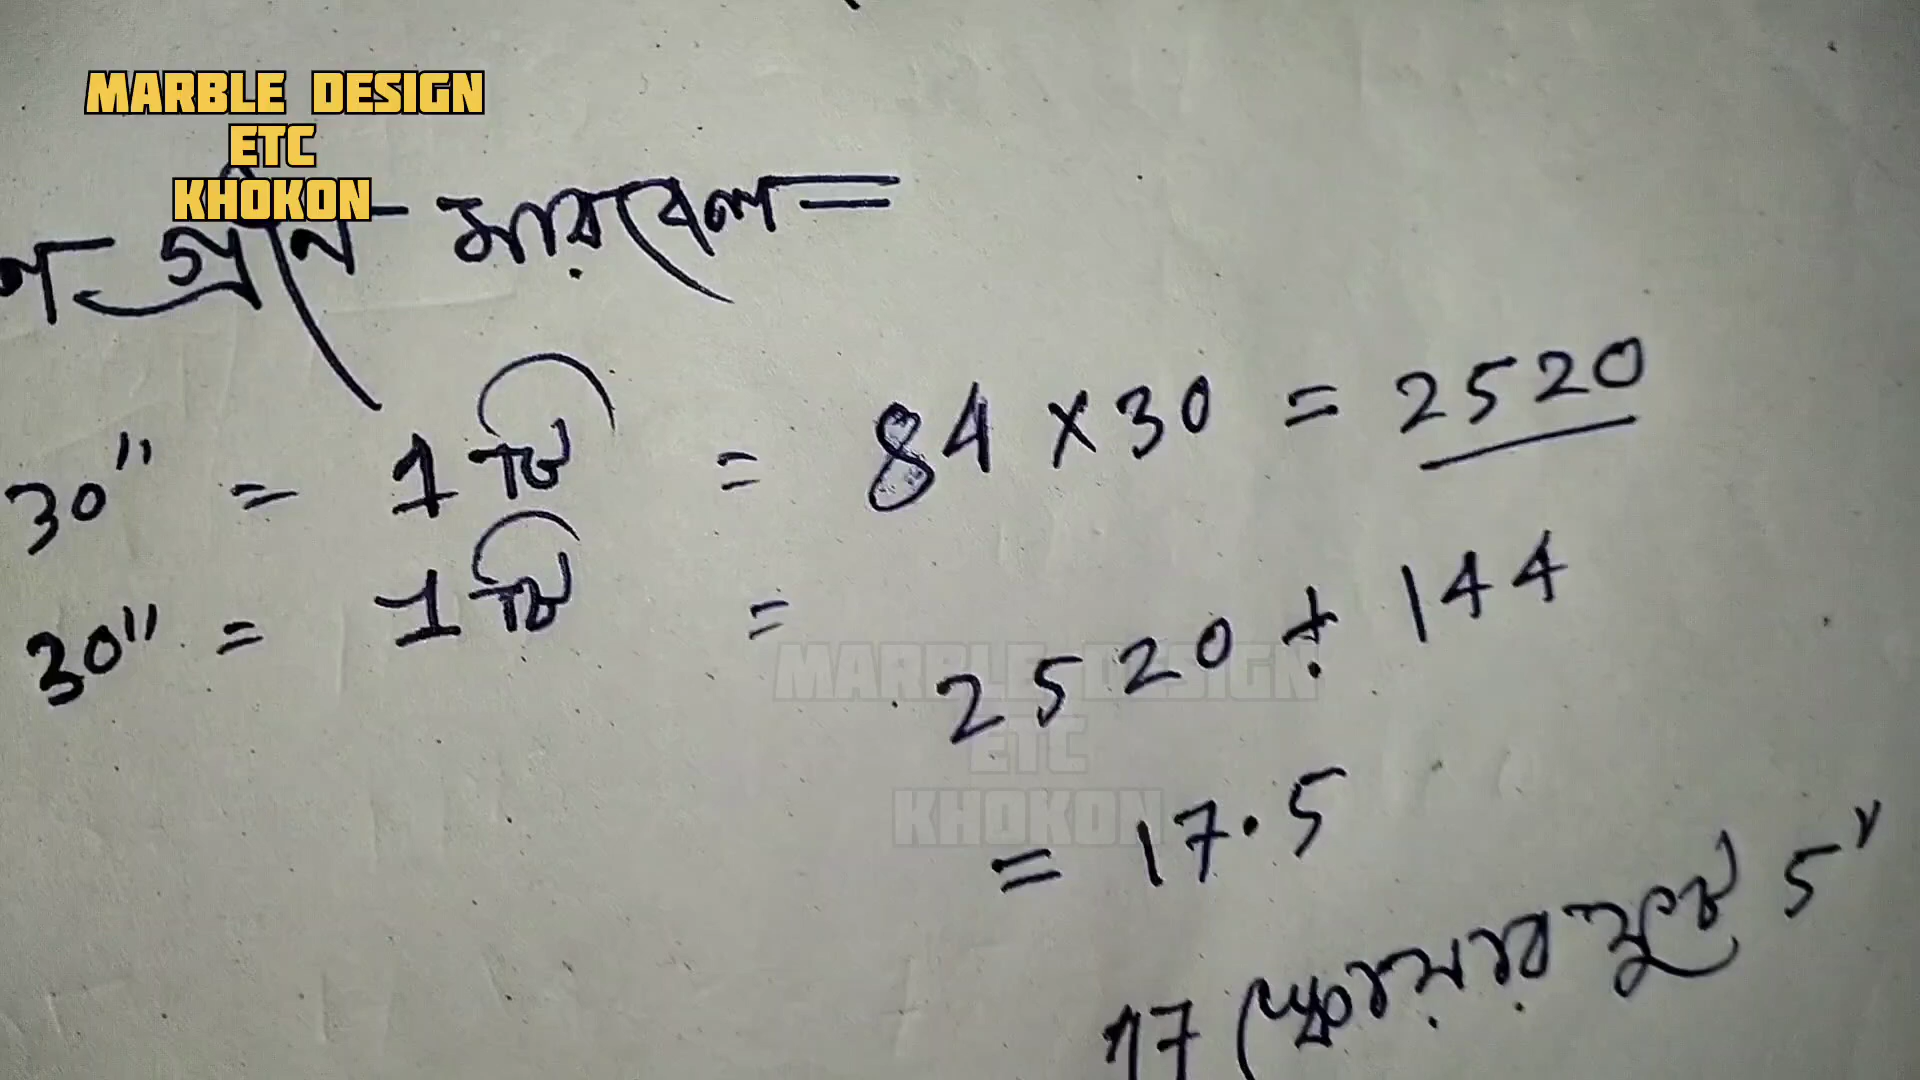 MARBLE DESIGN
ETC
KHOKON
গ্রীন মারবেল =
30" = 1 টি = 84 × 30 = 2520
30" = 1 টি = 2520 ÷ 144
MARBLE DESIGN
ETC
KHOKON
= 17.5
17 স্কয়ার ফুট 5"